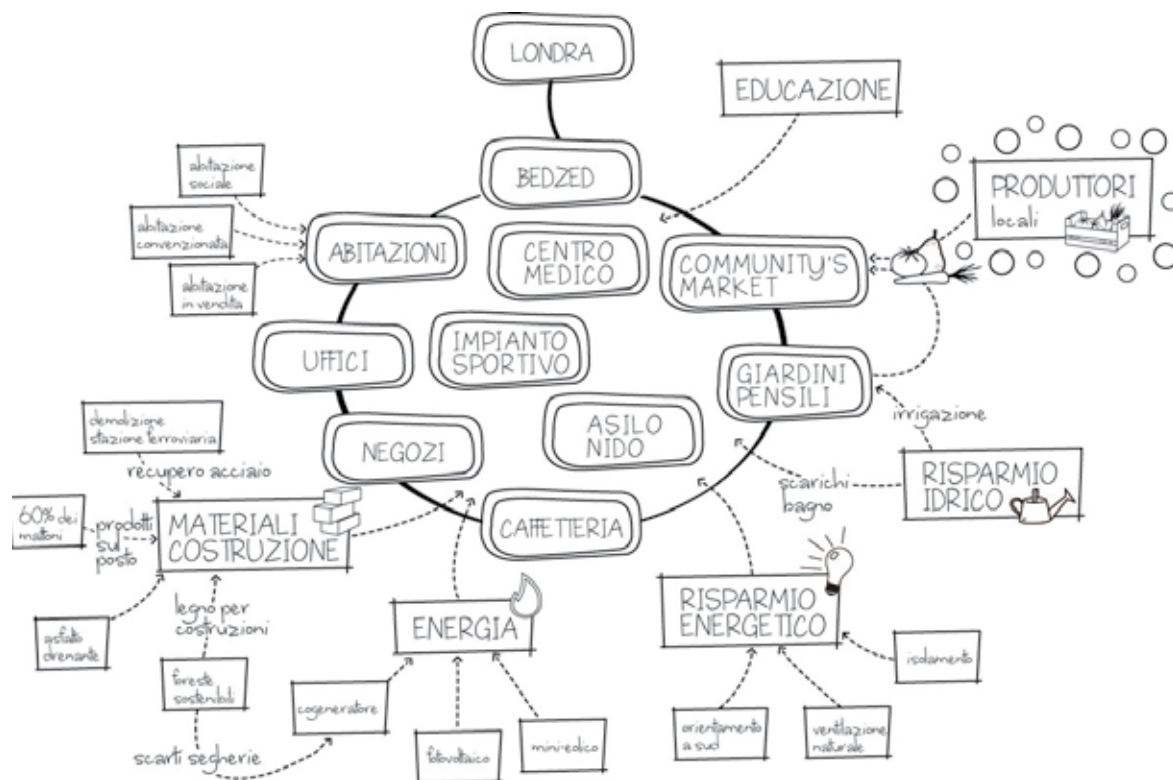 LONDRA
EDUCAZIONE
BEDZED
PRODUTTORI
locali
abitazione
sociale
abitazione
convenzionata
abitazione
in vendita
ABITAZIONI
CENTRO
MEDICO
COMMUNITY'S
MARKET
UFFICI
IMPIANTO
SPORTIVO
GIARDINI
PENSILI
irrigazione
demolizione
stazione ferroviaria
recupero acciaio
NEGOZI
ASILO
NIDO
scarichi
bagno
RISPARMIO
IDRICO
60% dei
mattoni
prodotti
sul
posto
MATERIALI
COSTRUZIONE
CAFFETTERIA
asfalto
drenante
legno per
costruzioni
ENERGIA
RISPARMIO
ENERGETICO
isolamento
foreste
sostenibili
cogeneratore
scarti segherie
fotovoltaico
mini-eolico
orientamento
a sud
ventilazione
naturale